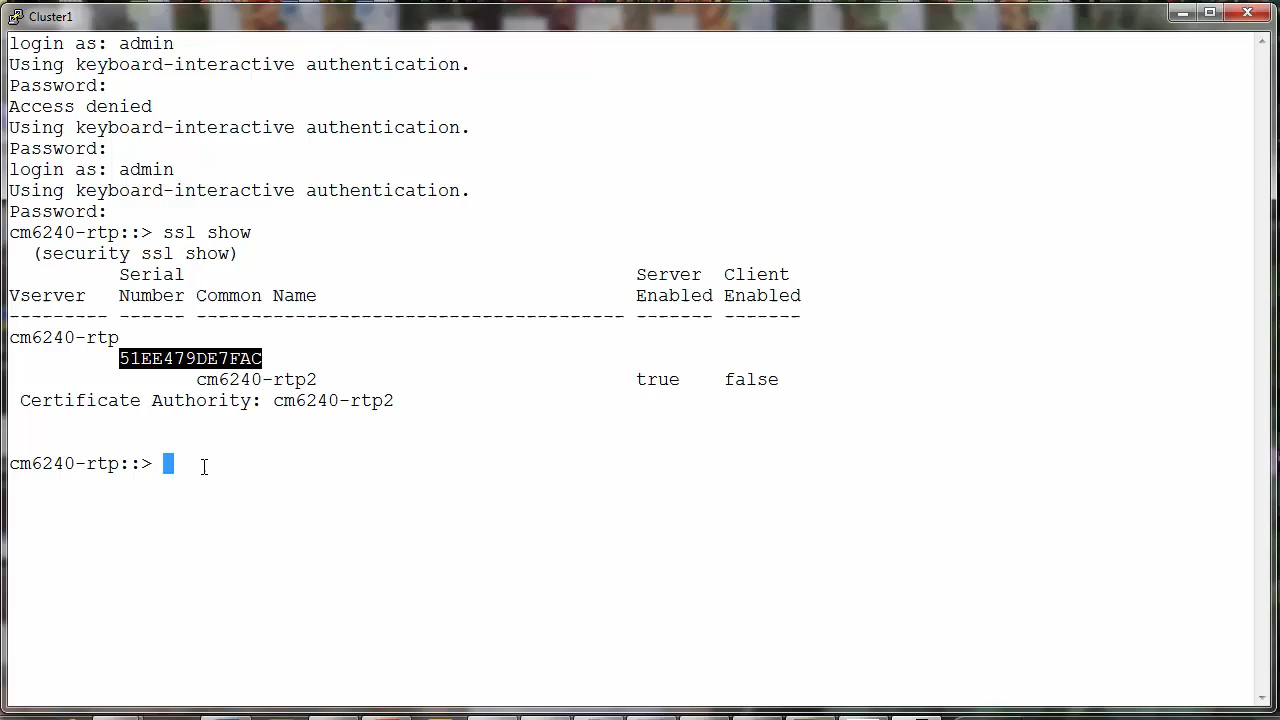 Cluster1
login as: admin
Using keyboard-interactive authentication.
Password:
Access denied
Using keyboard-interactive authentication.
Password:
login as: admin
Using keyboard-interactive authentication.
Password:
cm6240-rtp::> ssl show
  (security ssl show)
          Serial                                         Server  Client
Vserver   Number Common Name                             Enabled Enabled
--------- ------ --------------------------------------- ------- -------
cm6240-rtp
          51EE479DE7FAC
                 cm6240-rtp2                             true    false
 Certificate Authority: cm6240-rtp2
cm6240-rtp::>